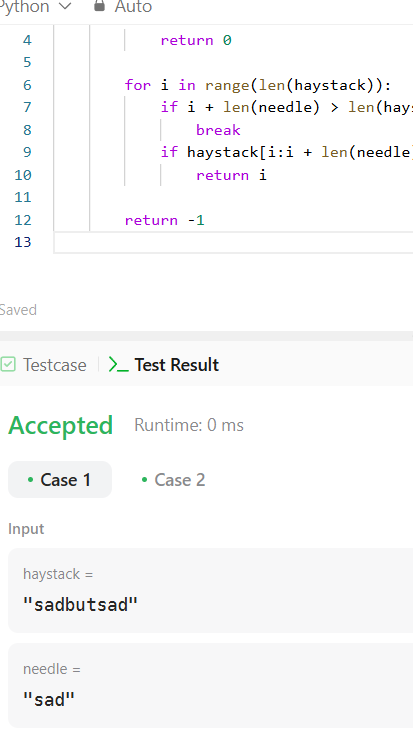 Python Auto
4 return 0
5
6 for i in range(len(haystack)):
7 if i + len(needle) > len(hays
8 break
9 if haystack[i:i + len(needle)
10 return i
11
12 return -1
13
Saved
Testcase Test Result
Accepted Runtime: 0 ms
Case 1 Case 2
Input
haystack =
"sadbutsad"
needle =
"sad"